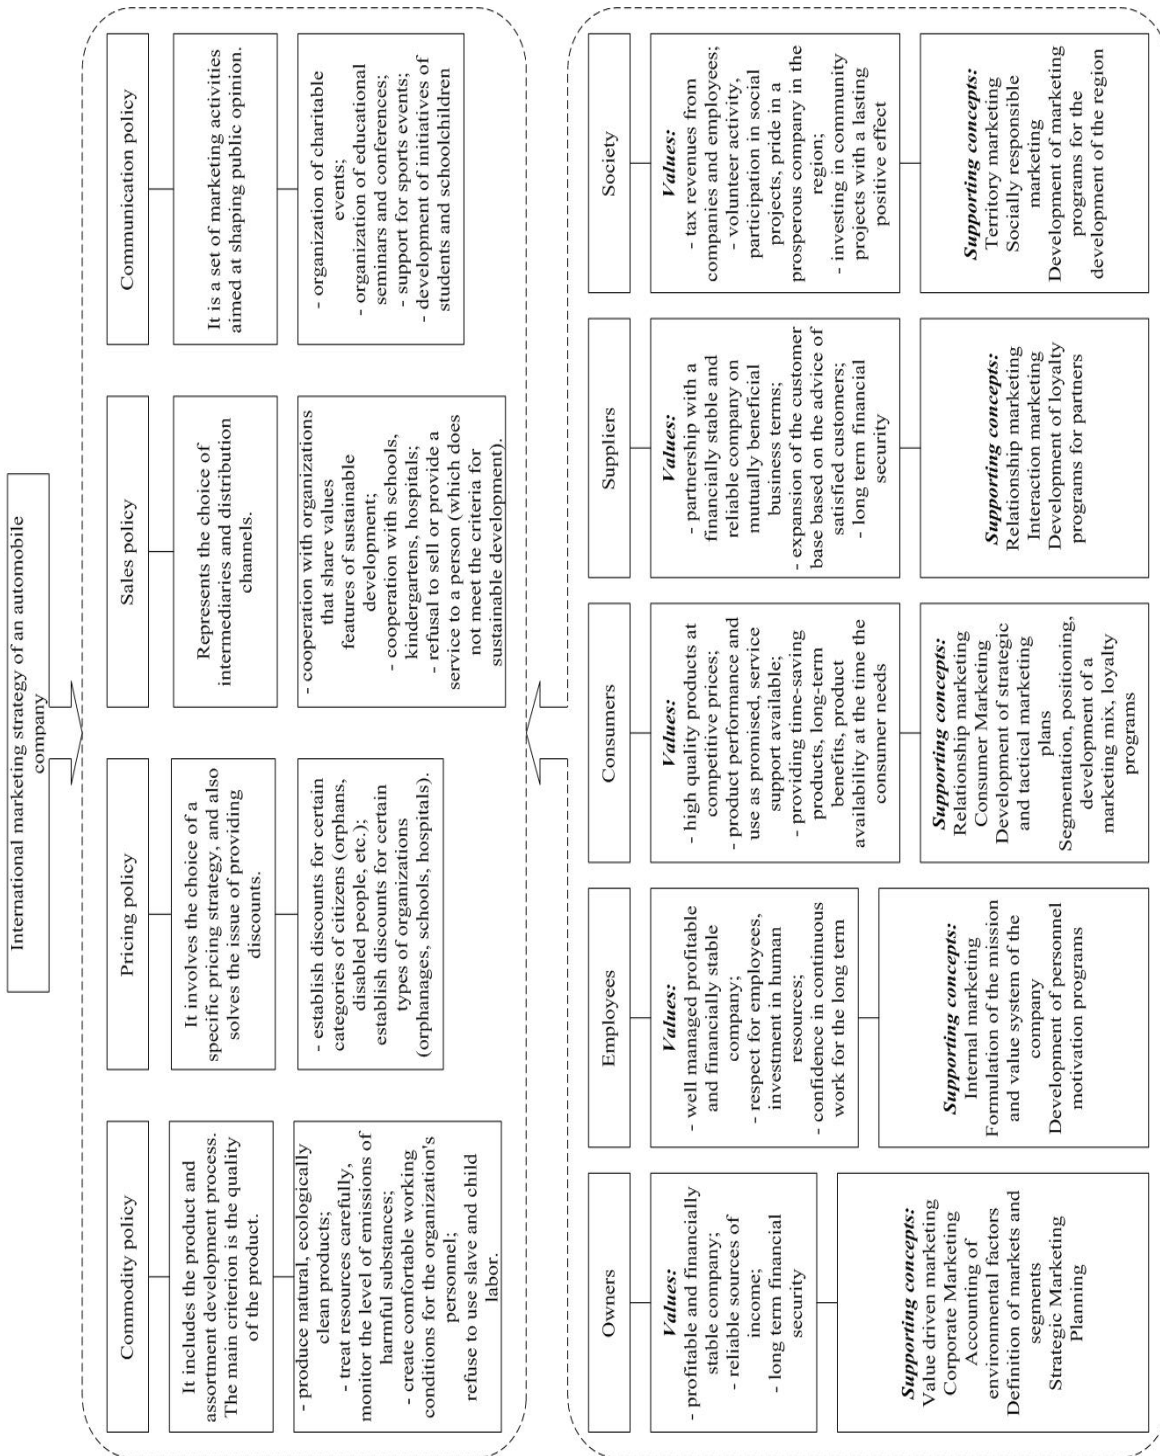 International marketing strategy of an automobile
company
Commodity policy
It includes the product and
assortment development process.
The main criterion is the quality
of the product.
- produce natural, ecologically
clean products;
- treat resources carefully,
monitor the level of emissions of
harmful substances;
- create comfortable working
conditions for the organization's
personnel;
refuse to use slave and child
labor.
Pricing policy
It involves the choice of a
specific pricing strategy, and also
solves the issue of providing
discounts.
- establish discounts for certain
categories of citizens (orphans,
disabled people, etc.);
establish discounts for certain
types of organizations
(orphanages, schools, hospitals).
Sales policy
Represents the choice of
intermediaries and distribution
channels.
- cooperation with organizations
that share values
features of sustainable
development;
- cooperation with schools,
kindergartens, hospitals;
- refusal to sell or provide a
service to a person (which does
not meet the criteria for
sustainable development).
Communication policy
It is a set of marketing activities
aimed at shaping public opinion.
- organization of charitable
events;
- organization of educational
seminars and conferences;
- support for sports events;
- development of initiatives of
students and schoolchildren
Owners
Values:
- profitable and financially
stable company;
- reliable sources of
income;
- long term financial
security
Supporting concepts:
Value driven marketing
Corporate Marketing
Accounting of
environmental factors
Definition of markets and
segments
Strategic Marketing
Planning
Employees
Values:
- well managed profitable
and financially stable
company;
- respect for employees,
investment in human
resources;
- confidence in continuous
work for the long term
Supporting concepts:
Internal marketing
Formulation of the mission
and value system of the
company
Development of personnel
motivation programs
Consumers
Values:
- high quality products at
competitive prices;
- product performance and
use as promised, service
support available;
- providing time-saving
products, long-term
benefits, product
availability at the time the
consumer needs
Supporting concepts:
Relationship marketing
Consumer Marketing
Development of strategic
and tactical marketing
plans
Segmentation, positioning,
development of a
marketing mix, loyalty
programs
Suppliers
Values:
- partnership with a
financially stable and
reliable company on
mutually beneficial
business terms;
- expansion of the customer
base based on the advice of
satisfied customers;
- long term financial
security
Supporting concepts:
Relationship marketing
Interaction marketing
Development of loyalty
programs for partners
Society
Values:
- tax revenues from
companies and employees;
- volunteer activity,
participation in social
projects, pride in a
prosperous company in the
region;
- investing in community
projects with a lasting
positive effect
Supporting concepts:
Territory marketing
Socially responsible
marketing
Development of marketing
programs for the
development of the region